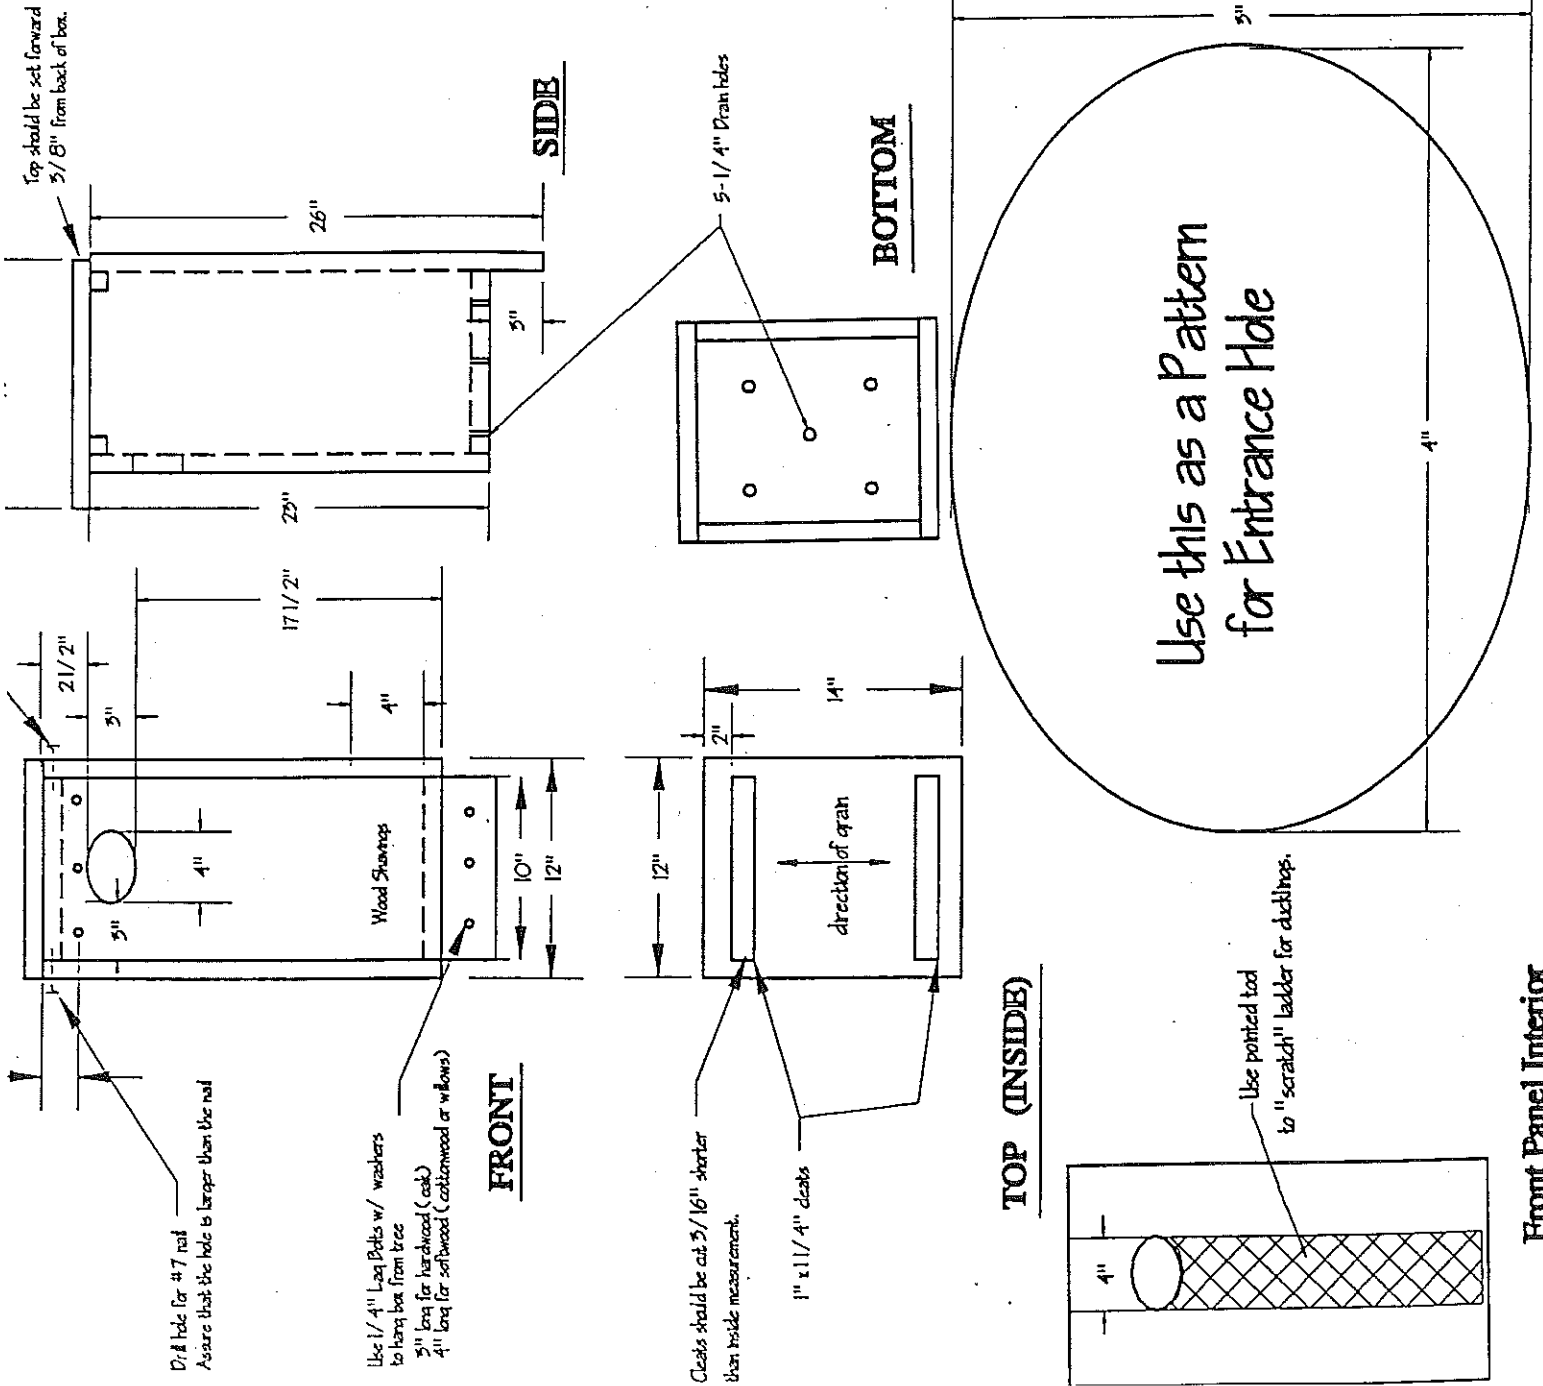 Top should be set forward
3/8" from back of box.
26"
3"
23"
SIDE
5-1/4" Drain holes
BOTTOM
Drill hole for #7 nail
Assure that the hole is larger than the nail
2 1/2"
3"
17 1/2"
4"
3"
4"
Wood Shavings
10"
12"
Use 1/4" Lag Bolts w/ washers
to hang box from tree
3" long for hardwood (oak)
4" long for softwood (cottonwood or willows)
FRONT
12"
2"
14"
direction of grain
Cleats should be cut 3/16" shorter
than inside measurement.
1" x 1 1/4" cleats
TOP (INSIDE)
3"
Use this as a Pattern
for Entrance Hole
4"
4"
Use pointed tool
to "scratch" ladder for ducklings.
Front Panel Interior